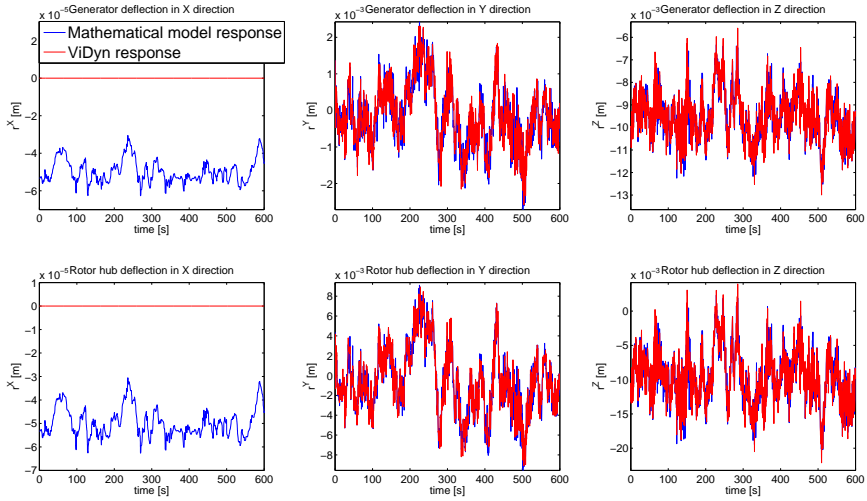 x 10⁻⁵ Generator deflection in X direction
Mathematical model response
ViDyn response
2
0
−2
−4
−6
r^X [m]
0 100 200 300 400 500 600
time [s]
x 10⁻³ Generator deflection in Y direction
2
1
0
−1
−2
r^Y [m]
0 100 200 300 400 500 600
time [s]
x 10⁻³ Generator deflection in Z direction
−6
−7
−8
−9
−10
−11
−12
−13
r^Z [m]
0 100 200 300 400 500 600
time [s]
x 10⁻⁵ Rotor hub deflection in X direction
1
0
−1
−2
−3
−4
−5
−6
−7
r^X [m]
0 100 200 300 400 500 600
time [s]
x 10⁻³ Rotor hub deflection in Y direction
8
6
4
2
0
−2
−4
−6
−8
r^Y [m]
0 100 200 300 400 500 600
time [s]
x 10⁻³ Rotor hub deflection in Z direction
0
−5
−10
−15
−20
r^Z [m]
0 100 200 300 400 500 600
time [s]